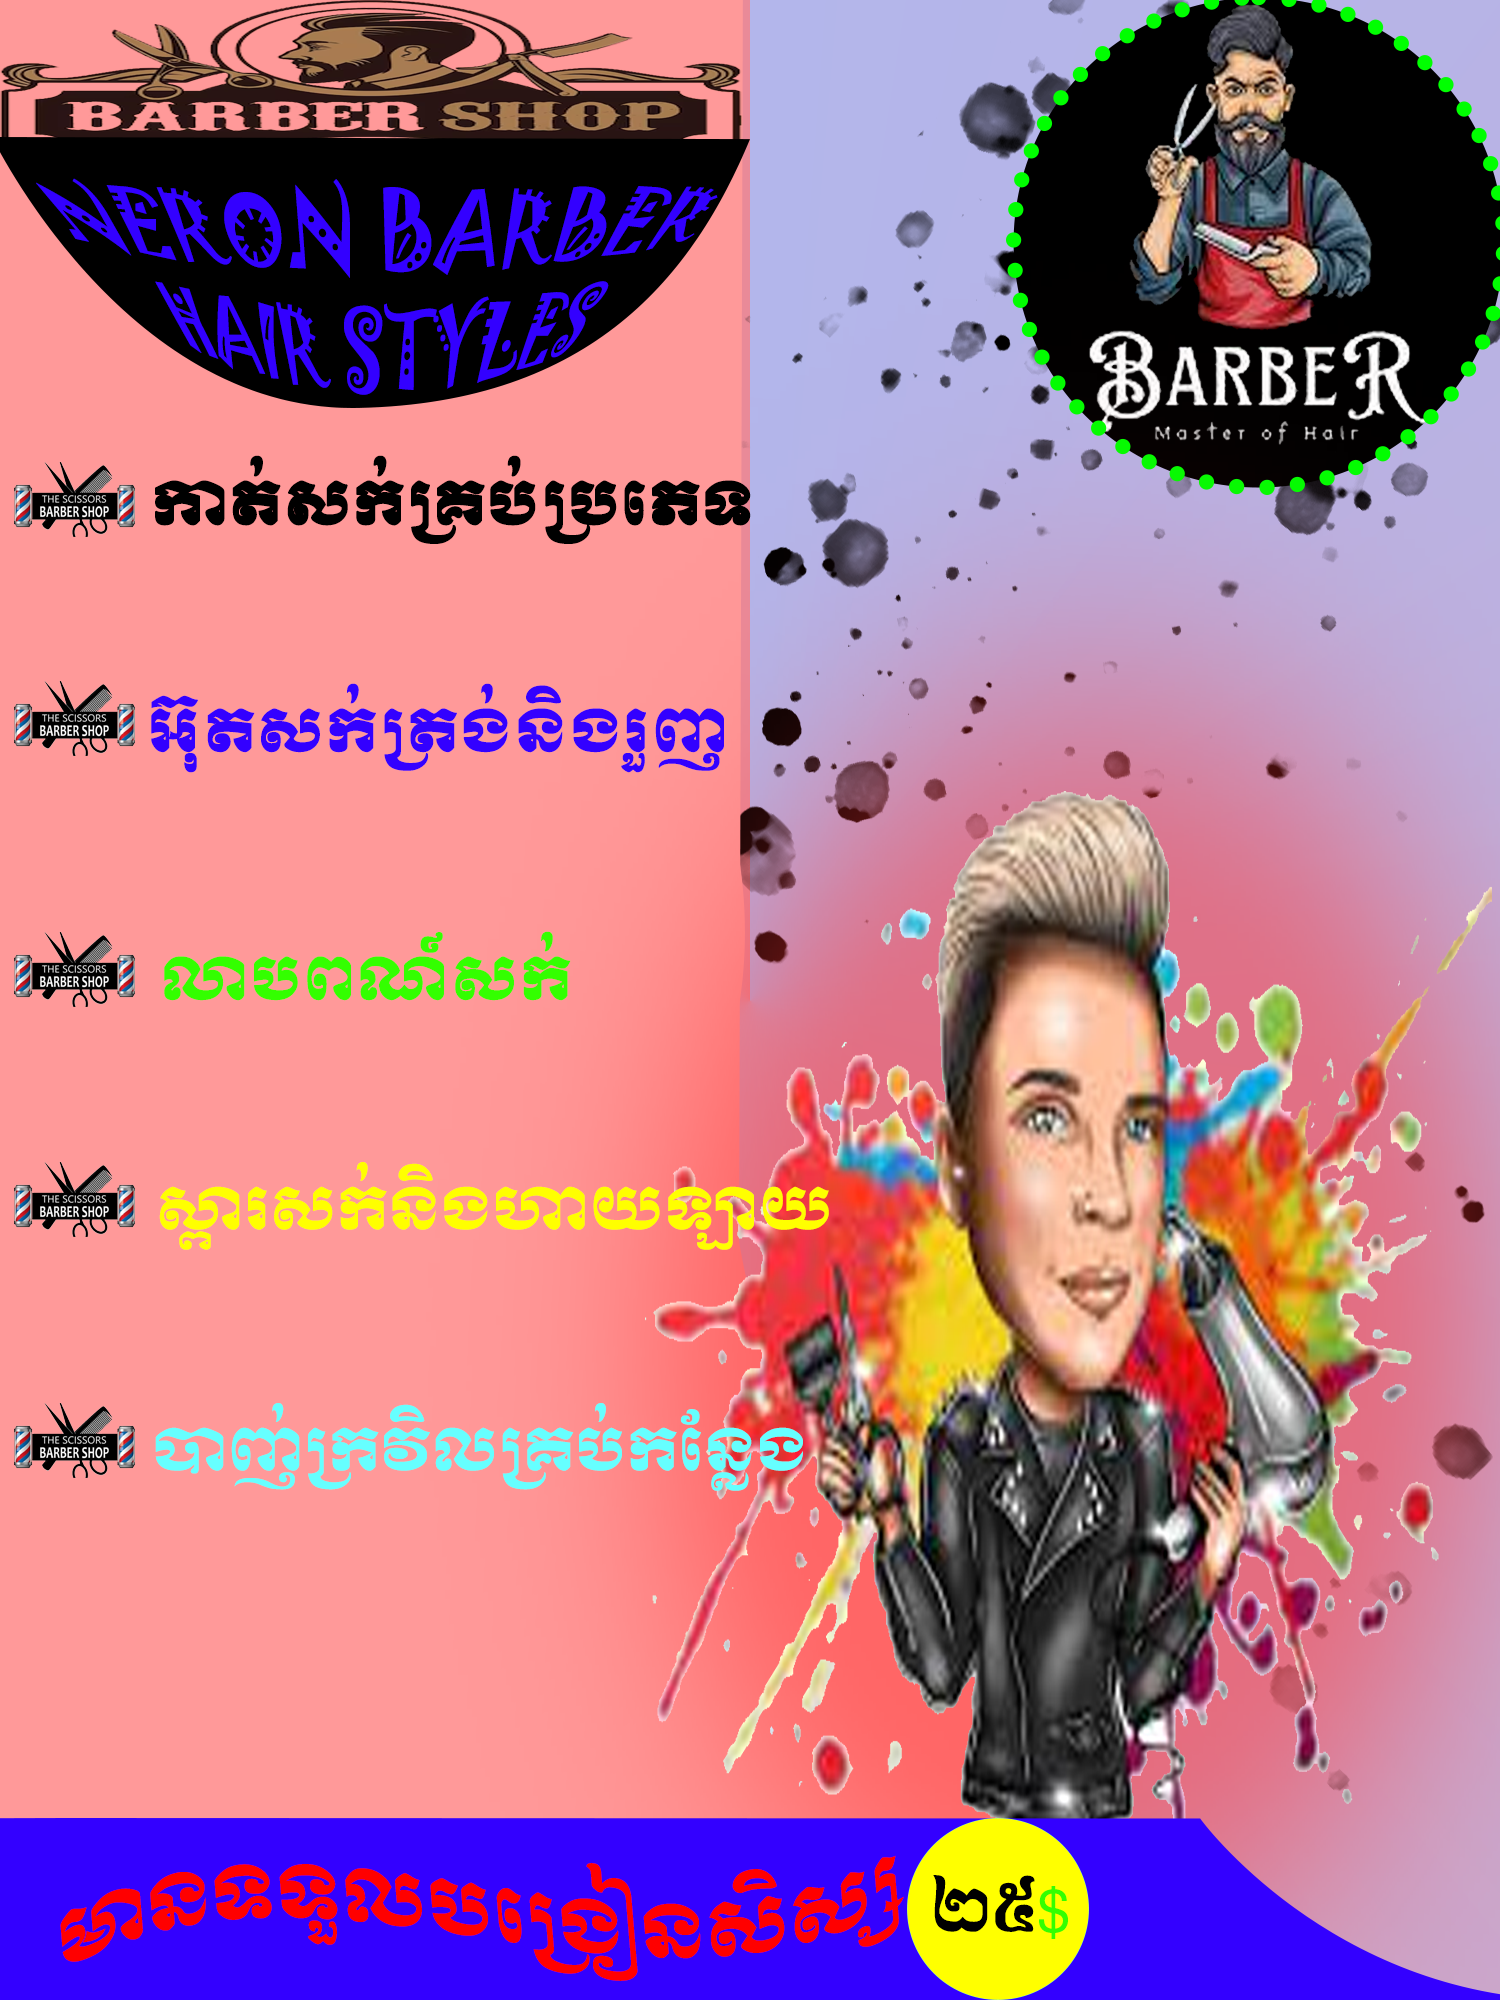 BARBER SHOP
NERON BARBER
HAIR STYLES
BARBER
Master of Hair
THE SCISSORS
BARBER SHOP
កាត់សក់គ្រប់ប្រភេទ
THE SCISSORS
BARBER SHOP
អ៊ុតសក់ត្រង់និងរួញ
THE SCISSORS
BARBER SHOP
លាបពណ៍សក់
THE SCISSORS
BARBER SHOP
ស្ការសក់និងហាយឡាយ
THE SCISSORS
BARBER SHOP
បាញ់ក្រវិលគ្រប់កន្លែង
មានទទួលបង្រៀនសិស្ស
២៥$